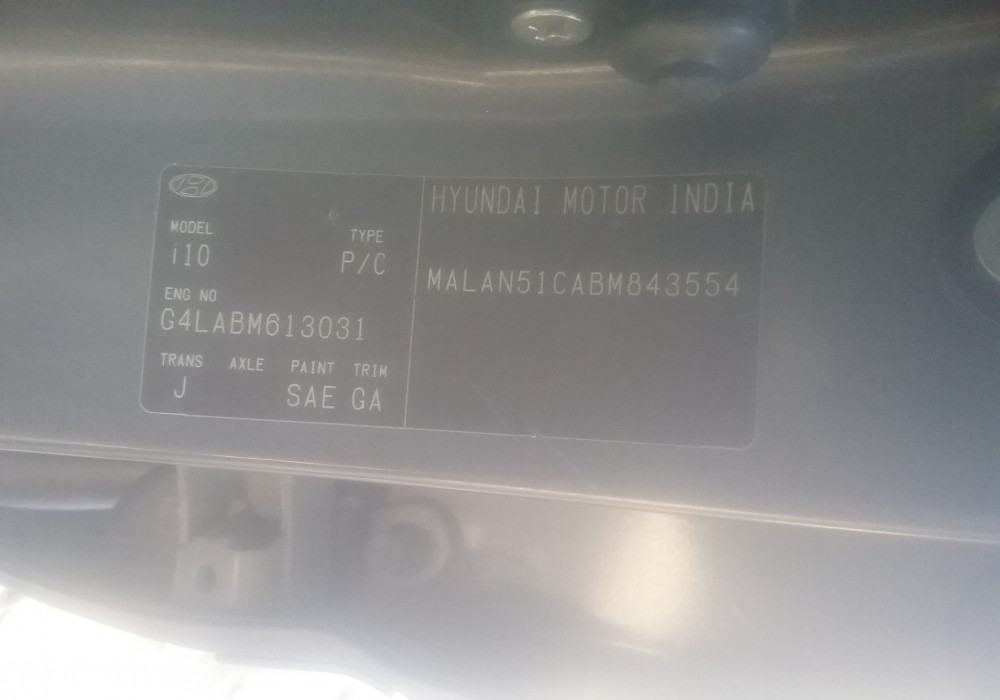 MODEL TYPE
i10 P/C
ENG NO
G4LABM613031
TRANS AXLE PAINT TRIM
J SAE GA
HYUNDAI MOTOR INDIA
MALAN51CABM843554